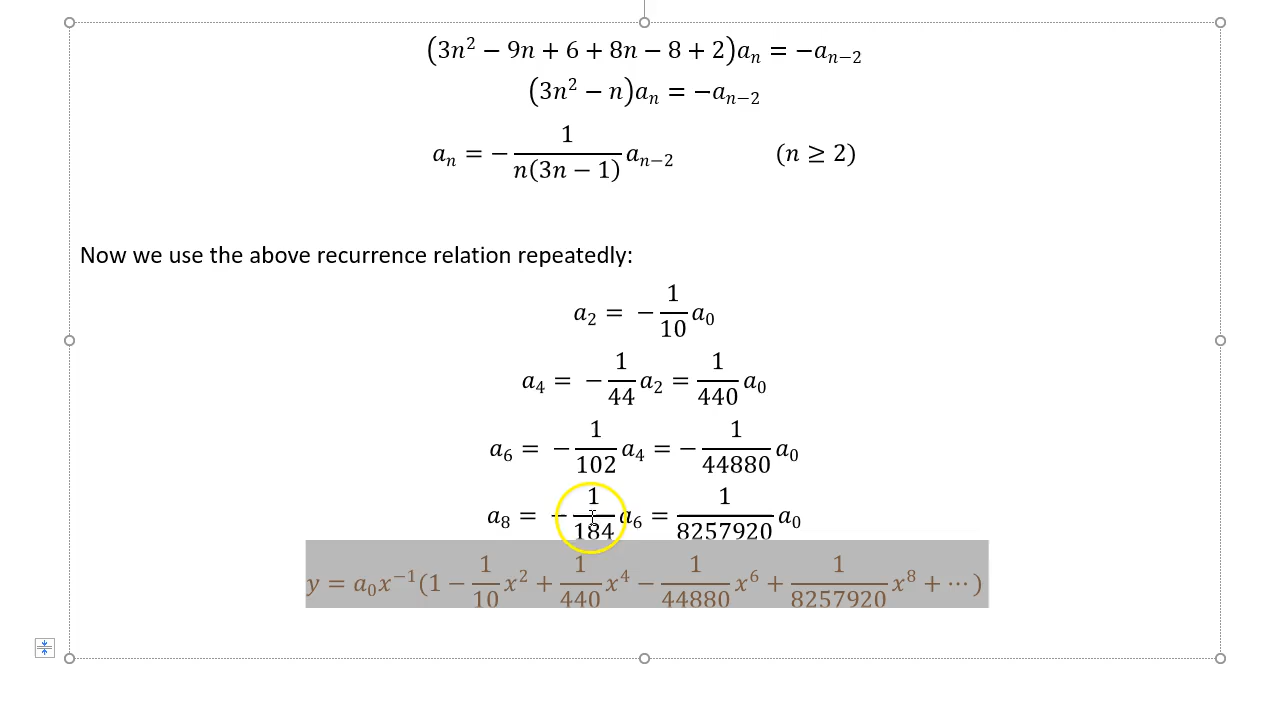 (3n² − 9n + 6 + 8n − 8 + 2)aₙ = −aₙ₋₂
(3n² − n)aₙ = −aₙ₋₂
aₙ = − 1/(n(3n − 1)) aₙ₋₂ (n ≥ 2)
Now we use the above recurrence relation repeatedly:
a₂ = − 1/10 a₀
a₄ = − 1/44 a₂ = 1/440 a₀
a₆ = − 1/102 a₄ = − 1/44880 a₀
a₈ = − 1/184 a₆ = 1/8257920 a₀
y = a₀x⁻¹(1 − 1/10 x² + 1/440 x⁴ − 1/44880 x⁶ + 1/8257920 x⁸ + ⋯ )